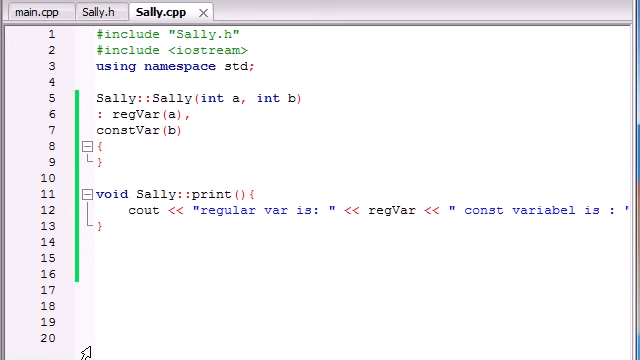 main.cpp Sally.h Sally.cpp
1 #include "Sally.h"
2 #include <iostream>
3 using namespace std;
4
5 Sally::Sally(int a, int b)
6 : regVar(a),
7 constVar(b)
8 {
9 }
10
11 void Sally::print(){
12 cout << "regular var is: " << regVar << " const variabel is : "
13 }
14
15
16
17
18
19
20